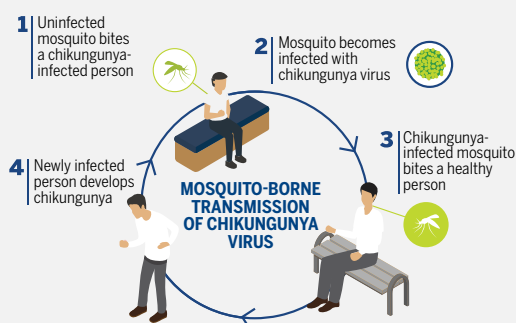 1 Uninfected
mosquito bites
a chikungunya-
infected person
2 Mosquito becomes
infected with
chikungunya virus
3 Chikungunya-
infected mosquito
bites a healthy
person
4 Newly infected
person develops
chikungunya
MOSQUITO-BORNE
TRANSMISSION
OF CHIKUNGUNYA
VIRUS